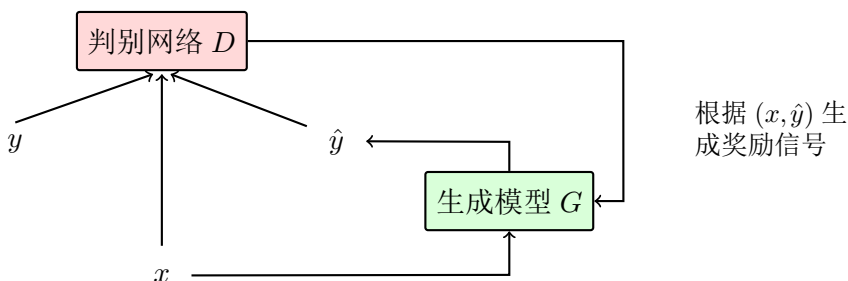 判别网络 D
根据 (x,ŷ) 生
成奖励信号
y
ŷ
生成模型 G
x